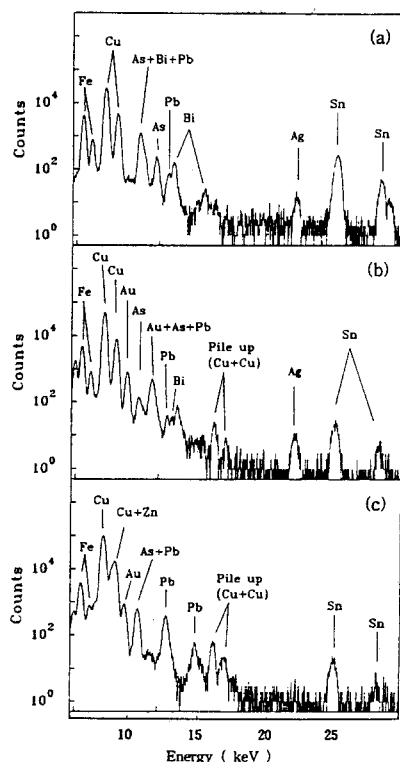 (a)
Cu
As+Bi+Pb
Fe
Pb
Bi
As
Sn
Sn
Ag
Counts
10⁴
10²
10⁰
(b)
Cu
Cu
Au
Fe
As
Au+As+Pb
Pb
Bi
Pile up
(Cu+Cu)
Sn
Ag
Counts
10⁴
10²
10⁰
(c)
Cu
Cu+Zn
Fe
As+Pb
Au
Pb
Pb
Pile up
(Cu+Cu)
Sn
Sn
Counts
10⁴
10²
10⁰
10 15 20 25
Energy ( keV )